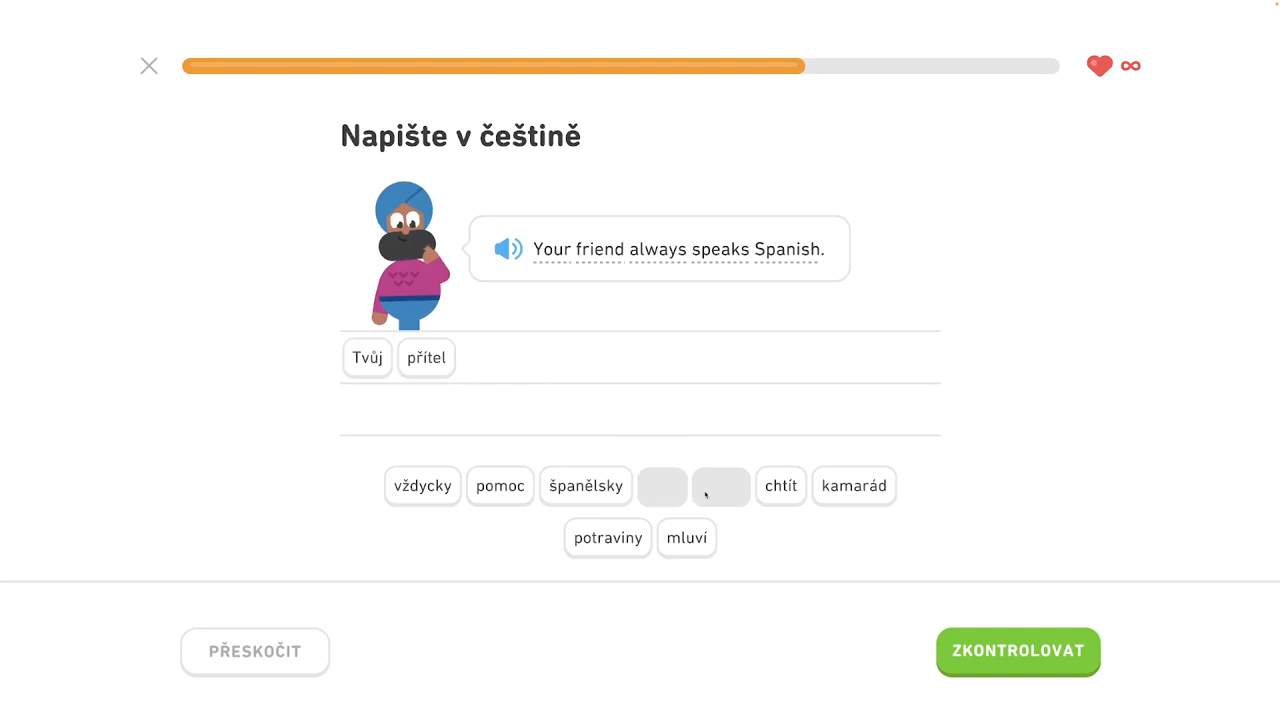 Napište v češtině
Your friend always speaks Spanish.
Tvůj přítel
vždycky pomoc španělsky chtít kamarád
potraviny mluví
PŘESKOČIT ZKONTROLOVAT